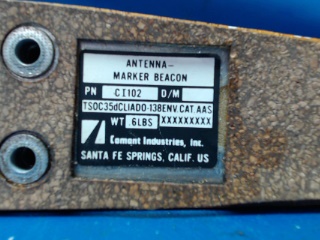 ANTENNA-
MARKER BEACON
PN CI102 D/M
TSOC35dCLIADO-138ENV.CAT.AAS
WT .6LBS XXXXXXXXX
Comant Industries, Inc.
SANTA FE SPRINGS, CALIF. US